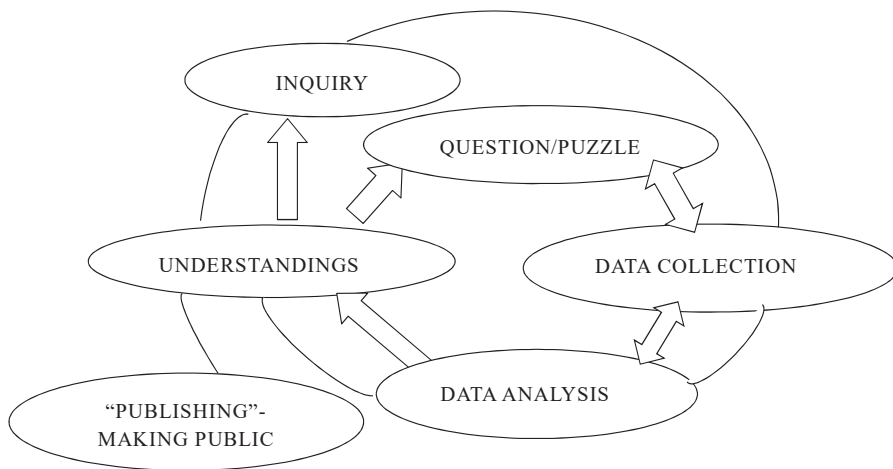 INQUIRY
QUESTION/PUZZLE
UNDERSTANDINGS
DATA COLLECTION
DATA ANALYSIS
“PUBLISHING”-
MAKING PUBLIC